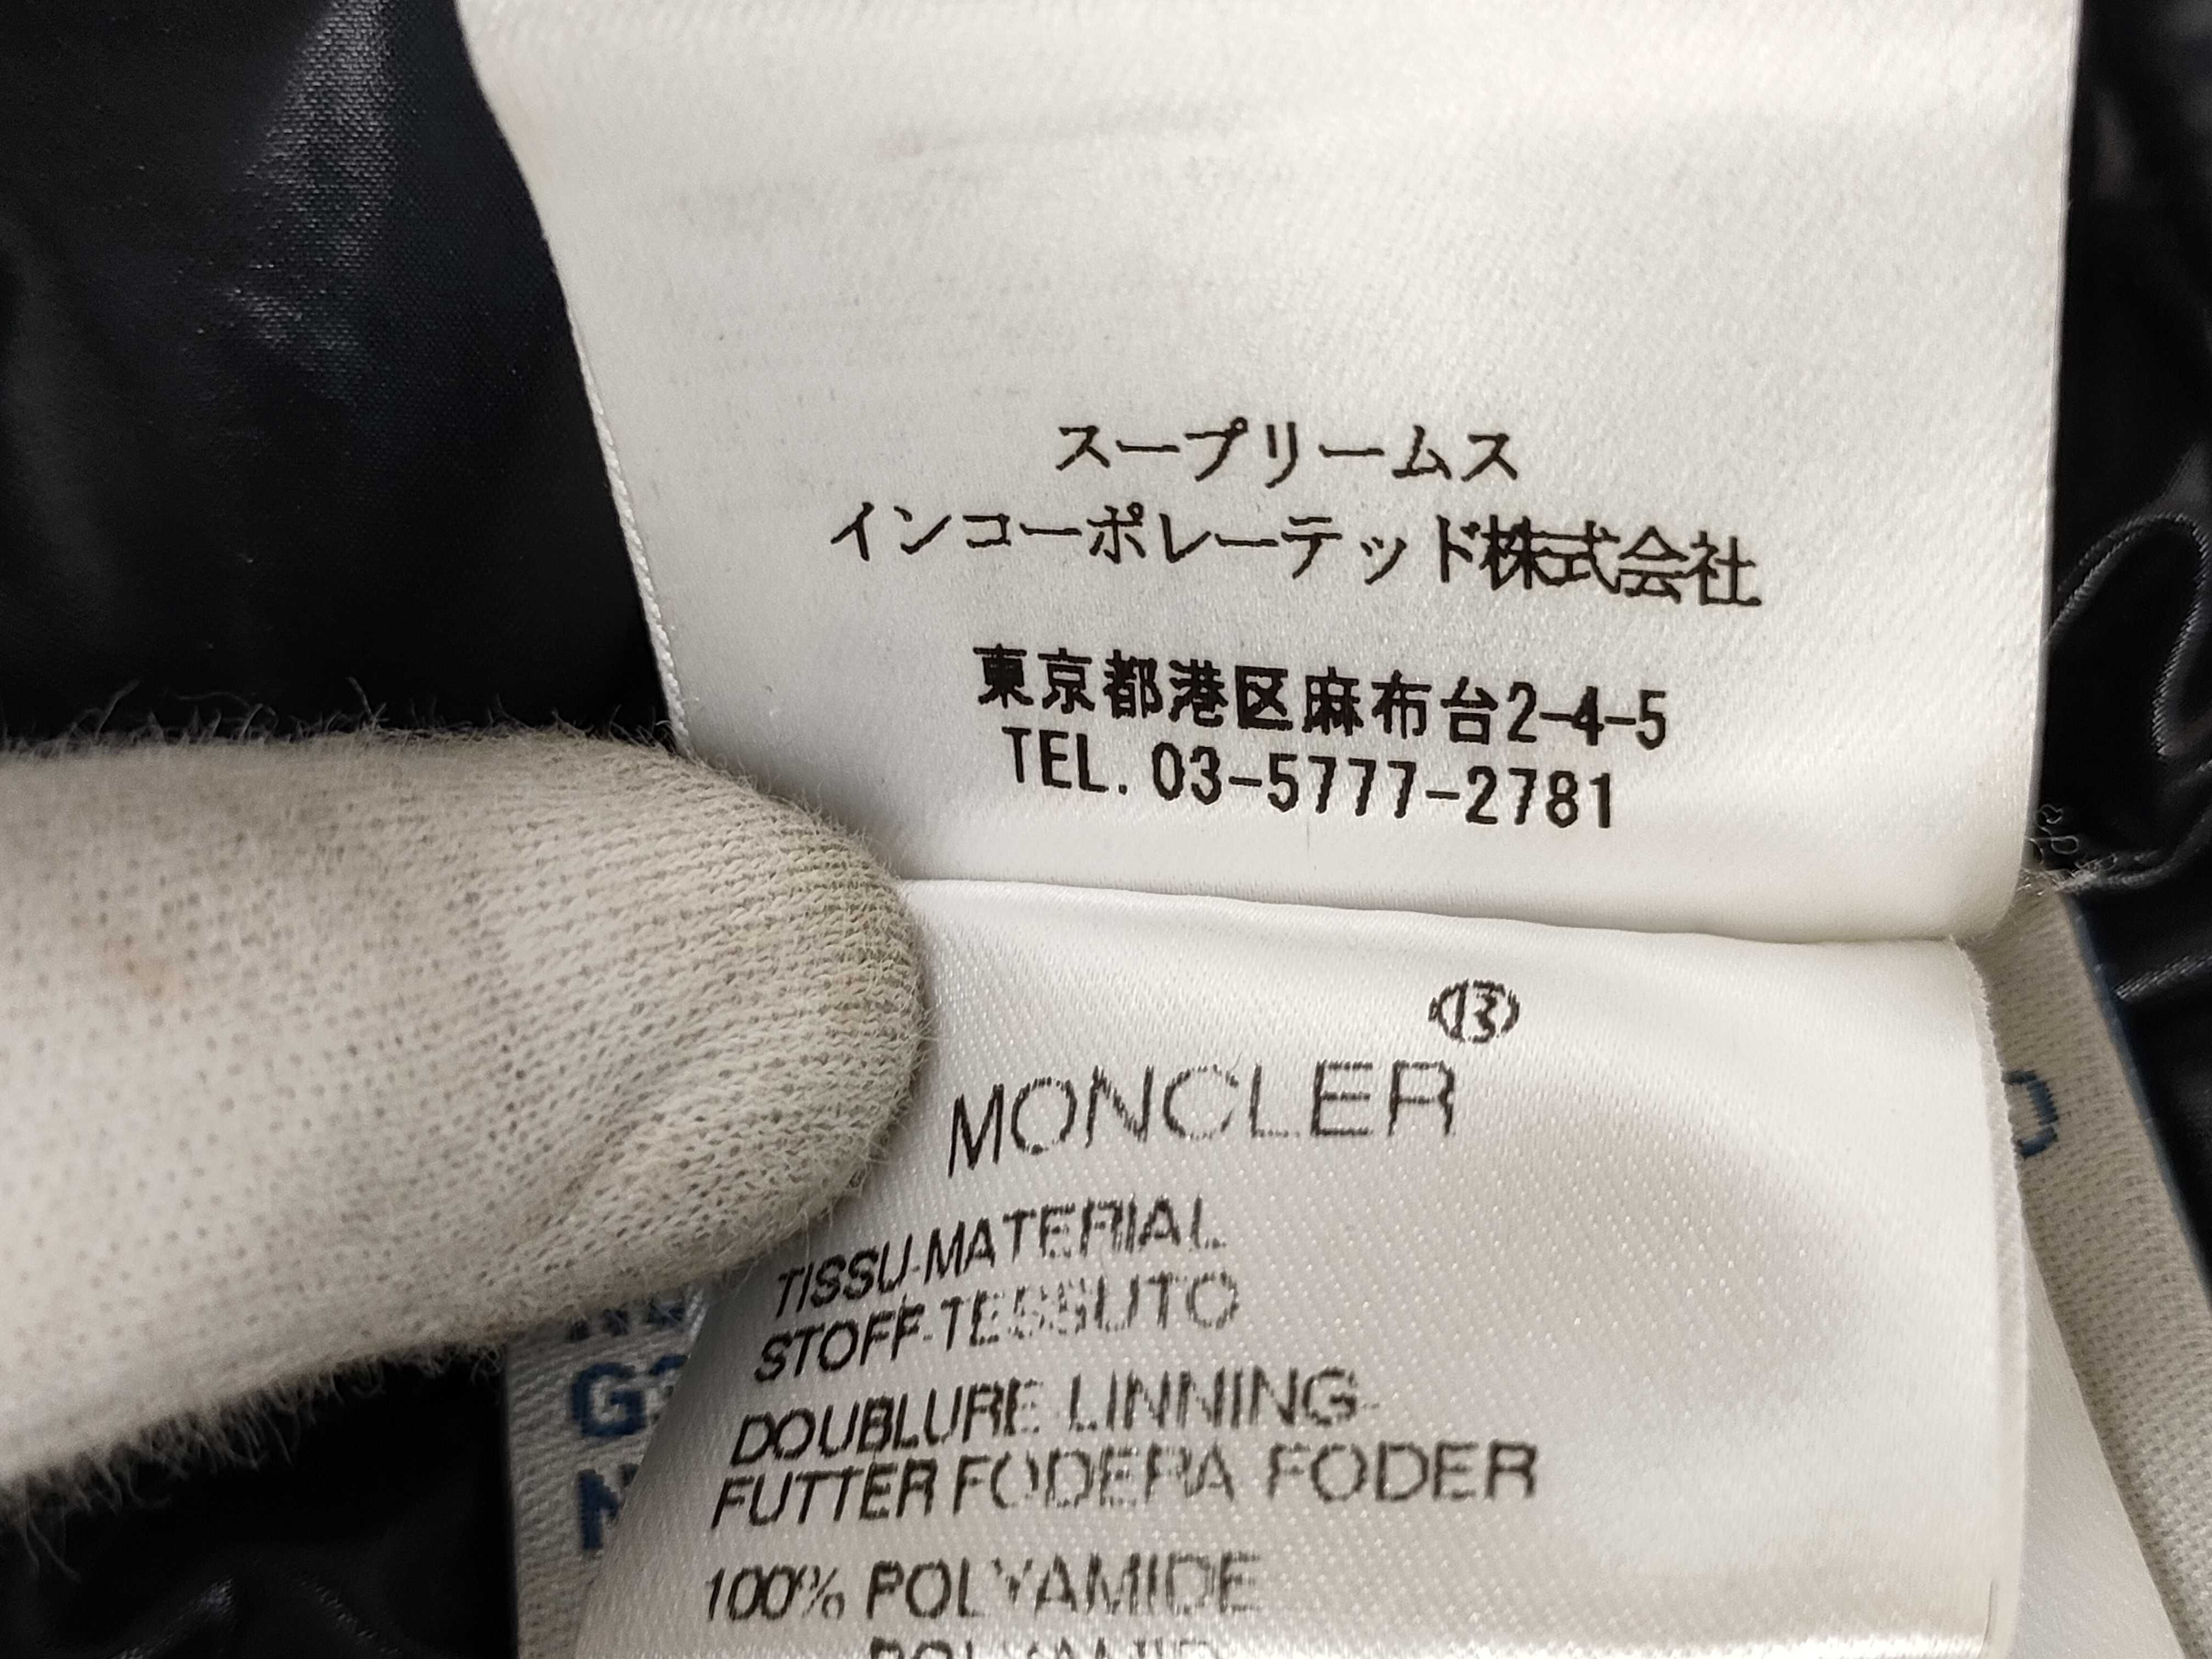 スープリームス
インコーポレーテッド株式会社
東京都港区麻布台2-4-5
TEL. 03-5777-2781
⑬
MONCLER
TISSU-MATERIAL
STOFF-TESSUTO
DOUBLURE LINNING-
FUTTER FODERA FODER
100% POLYAMIDE